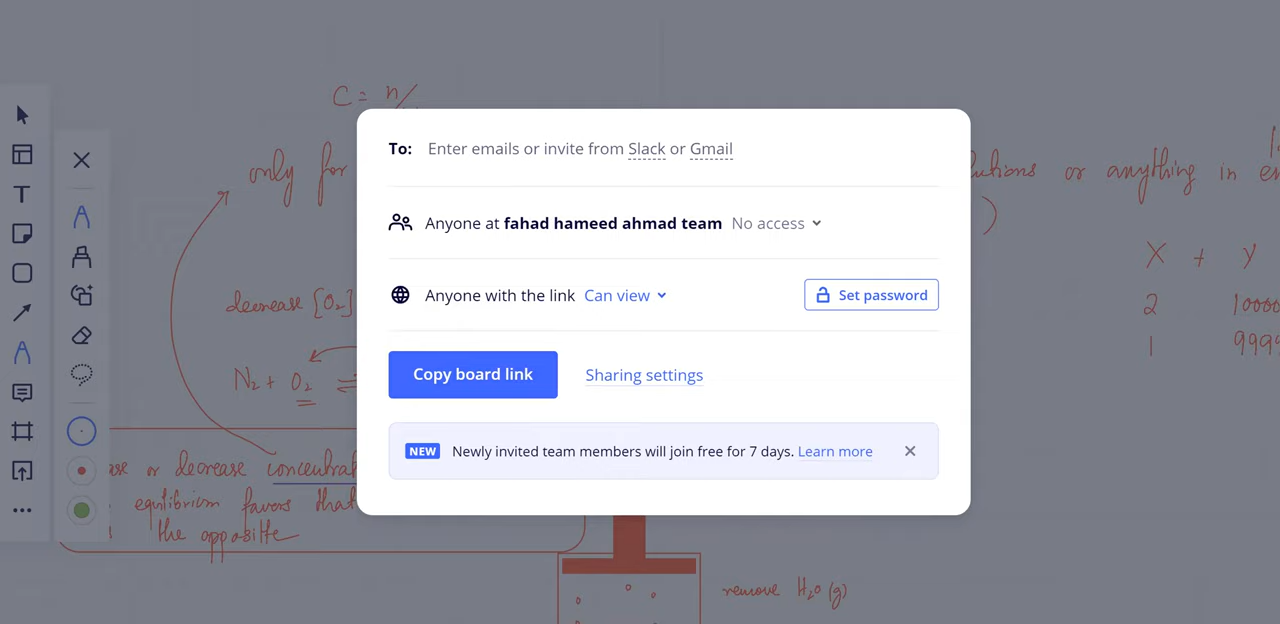 C = n/
only for
lutions or anything in
)
X + y
2 10000
1 9999
decrease [O₂]
N₂ + O₂ ⇌
or decrease concentrat
equilibrium favors that
the opposite
remove H₂O (g)
To: Enter emails or invite from Slack or Gmail
Anyone at fahad hameed ahmad team No access
Anyone with the link Can view Set password
Copy board link Sharing settings
NEW Newly invited team members will join free for 7 days. Learn more